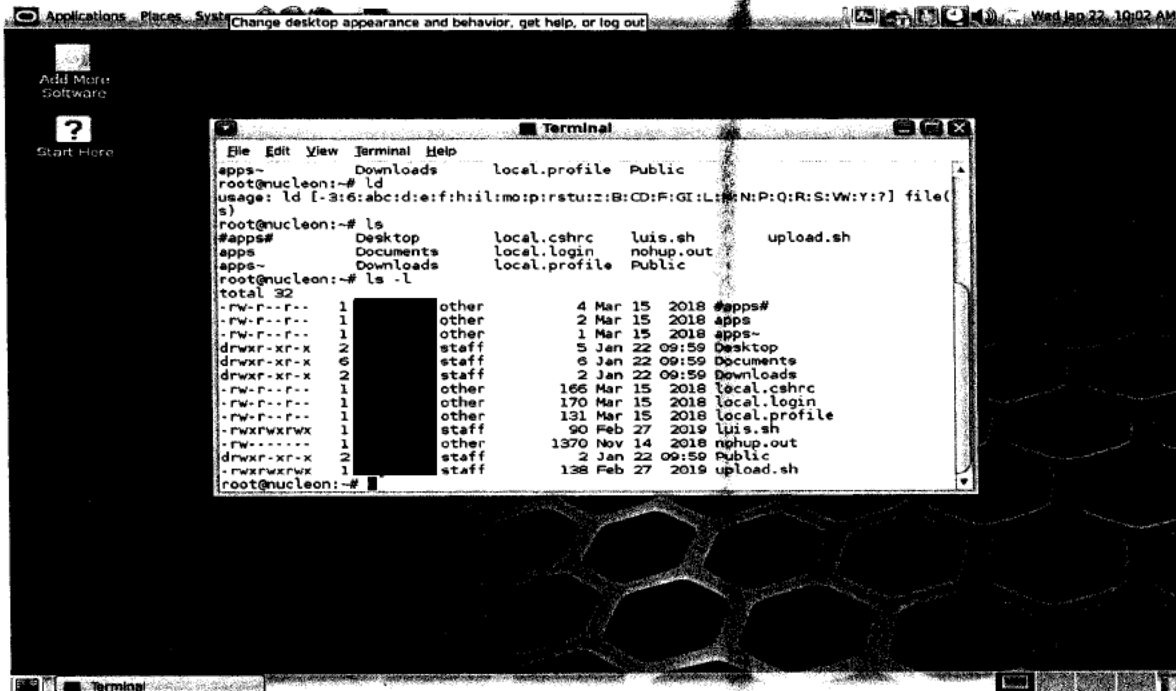 Applications Places Syste
Change desktop appearance and behavior, get help, or log out
Wed Jan 22, 10:02 AM
Add More
Software
?
Start Here
Terminal
File Edit View Terminal Help
apps~ Downloads local.profile Public
root@nucleon:~# ld
usage: ld [-3:6:abc:d:e:f:h:il:mo:p:rstu:z:B:CD:F:GI:L: N:P:Q:R:S:VW:Y:?] file(
s)
root@nucleon:~# ls
#apps# Desktop local.cshrc luis.sh upload.sh
apps Documents local.login nohup.out
apps~ Downloads local.profile Public
root@nucleon:~# ls -l
total 32
-rw-r--r-- 1 other 4 Mar 15 2018 #apps#
-rw-r--r-- 1 other 2 Mar 15 2018 apps
-rw-r--r-- 1 other 1 Mar 15 2018 apps~
drwxr-xr-x 2 staff 5 Jan 22 09:59 Desktop
drwxr-xr-x 6 staff 6 Jan 22 09:59 Documents
drwxr-xr-x 2 staff 2 Jan 22 09:59 Downloads
-rw-r--r-- 1 other 166 Mar 15 2018 local.cshrc
-rw-r--r-- 1 other 170 Mar 15 2018 local.login
-rw-r--r-- 1 other 131 Mar 15 2018 local.profile
-rwxrwxrwx 1 staff 90 Feb 27 2019 luis.sh
-rw------- 1 other 1370 Nov 14 2018 nohup.out
drwxr-xr-x 2 staff 2 Jan 22 09:59 Public
-rwxrwxrwx 1 staff 138 Feb 27 2019 upload.sh
root@nucleon:~#
Terminal